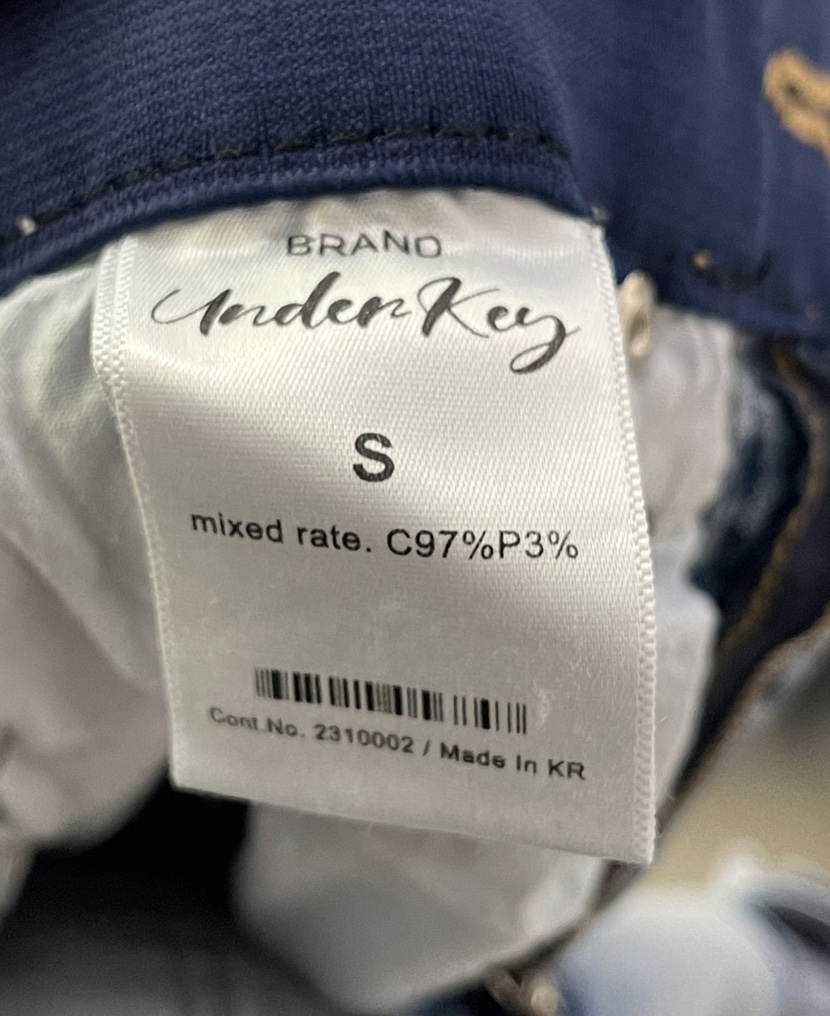 BRAND
Under Key
S
mixed rate. C97%P3%
Cont.No. 2310002 / Made In KR